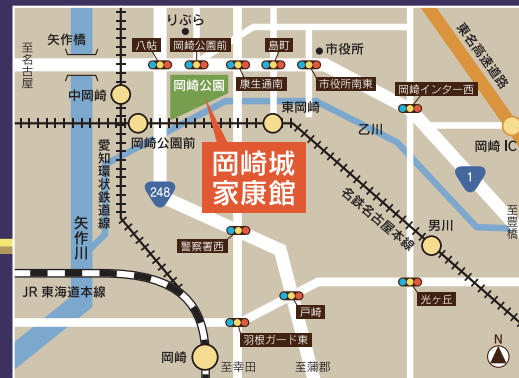 りぶら
矢作橋
八帖
岡崎公園前
島町
市役所
至名古屋
康生通南
市役所南東
東名高速道路
岡崎公園
岡崎インター西
中岡崎
東岡崎
岡崎公園前
乙川
岡崎IC
愛知環状鉄道線
岡崎城
家康館
248
1
矢作川
名鉄名古屋本線
男川
至豊橋
警察署西
JR東海道本線
戸崎
光ヶ丘
羽根ガード東
岡崎
至幸田
至蒲郡
N